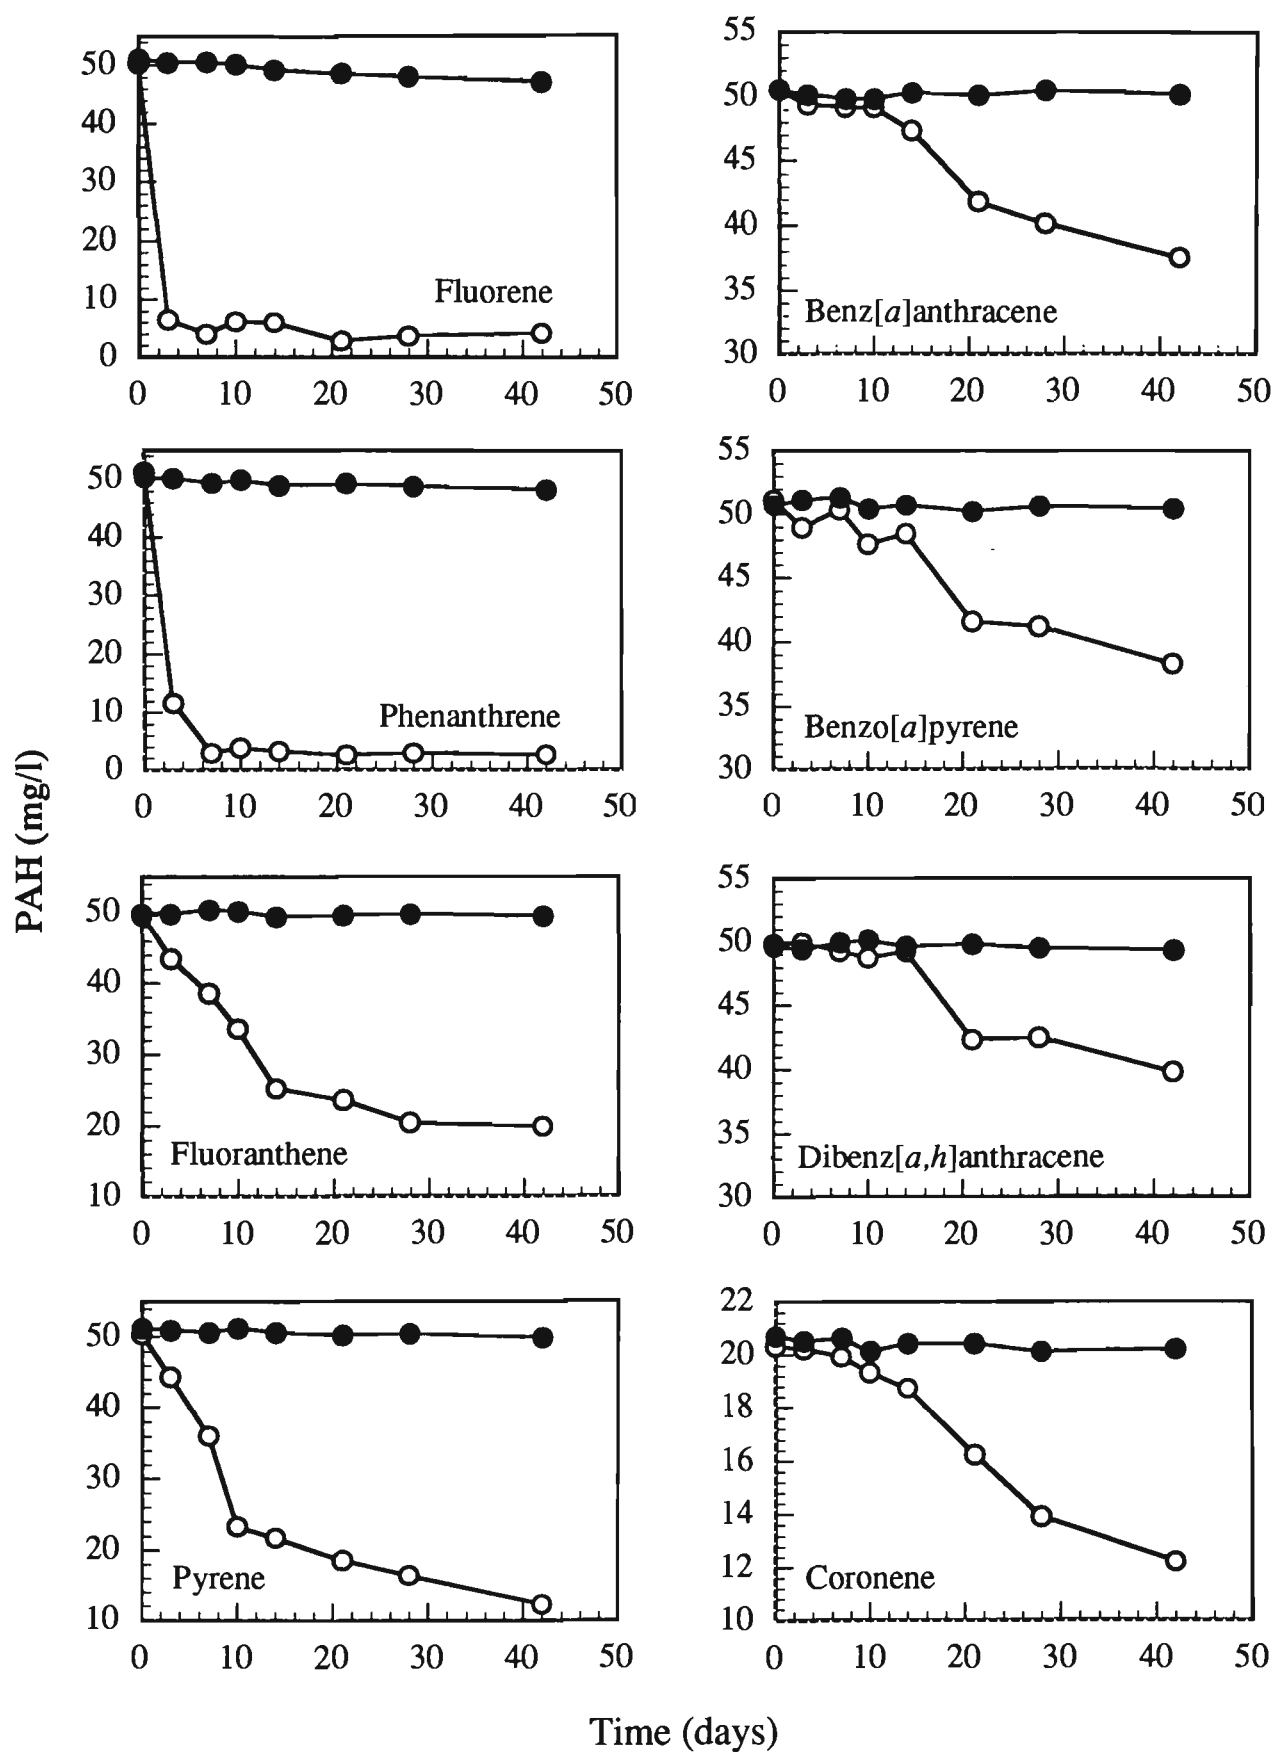 PAH (mg/l)
50
40
30
20
10
0
Fluorene
0 10 20 30 40 50
55
50
45
40
35
30
Benz[a]anthracene
0 10 20 30 40 50
50
40
30
20
10
0
Phenanthrene
0 10 20 30 40 50
55
50
45
40
35
30
Benzo[a]pyrene
0 10 20 30 40 50
50
40
30
20
10
Fluoranthene
0 10 20 30 40 50
55
50
45
40
35
30
Dibenz[a,h]anthracene
0 10 20 30 40 50
50
40
30
20
10
Pyrene
0 10 20 30 40 50
22
20
18
16
14
12
10
Coronene
0 10 20 30 40 50
Time (days)